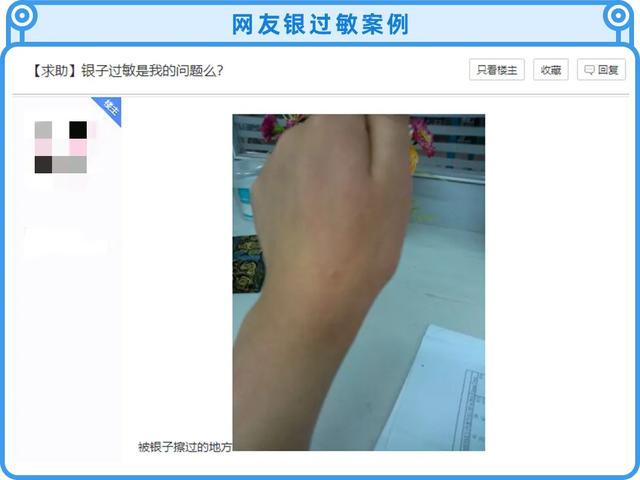 网友银过敏案例
【求助】银子过敏是我的问题么?
只看楼主
收藏
回复
楼主
被银子擦过的地方